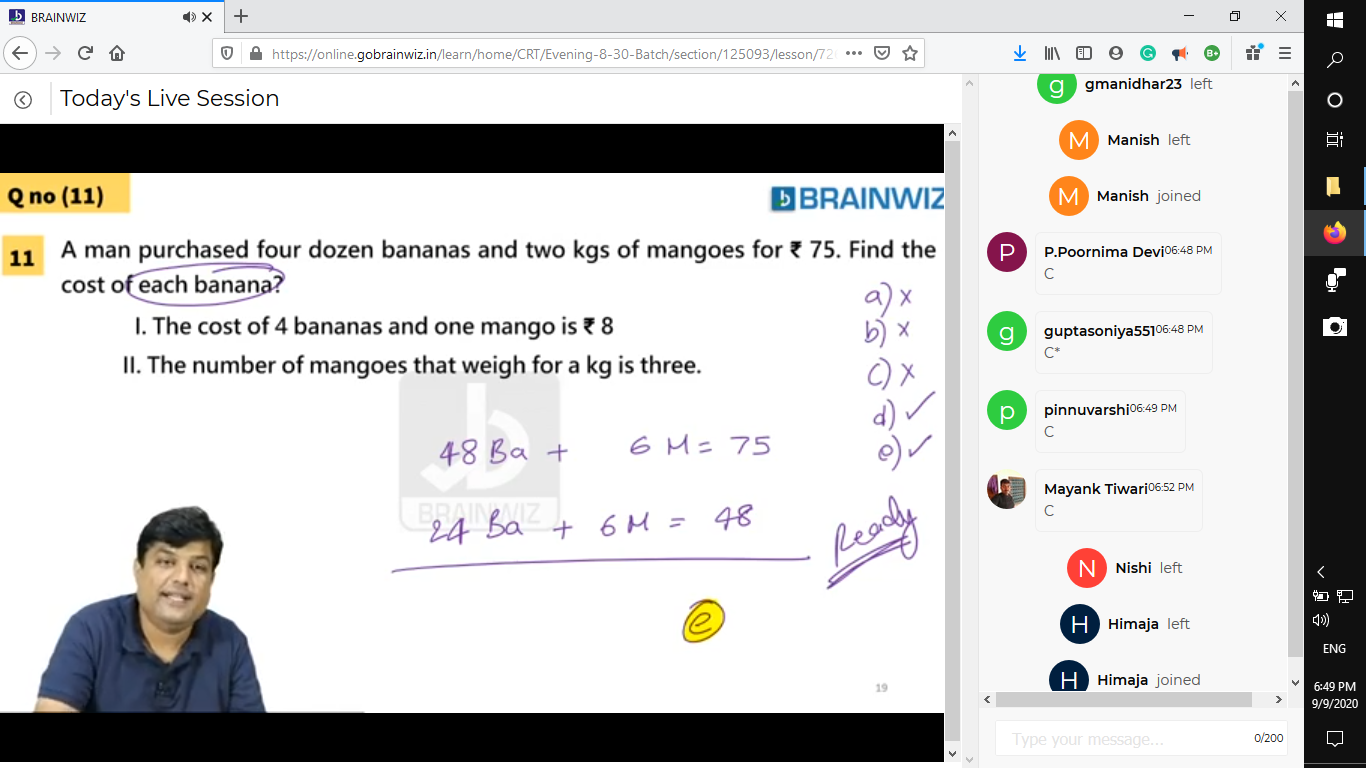 BRAINWIZ
https://online.gobrainwiz.in/learn/home/CRT/Evening-8-30-Batch/section/125093/lesson/72
Today's Live Session
Q no (11)
BRAINWIZ
11
A man purchased four dozen bananas and two kgs of mangoes for ₹ 75. Find the
cost of each banana?
I. The cost of 4 bananas and one mango is ₹ 8
II. The number of mangoes that weigh for a kg is three.
a) x
b) x
c) x
d) ✓
e) ✓
48 Ba + 6 M = 75
24 Ba + 6 M = 48
Ready
e
BRAINWIZ
19
g gmanidhar23 left
M Manish left
M Manish joined
P P.Poornima Devi 06:48 PM
C
g guptasoniya551 06:48 PM
C*
p pinnuvarshi 06:49 PM
C
Mayank Tiwari 06:52 PM
C
N Nishi left
H Himaja left
H Himaja joined
Type your message...
0/200
ENG
6:49 PM
9/9/2020